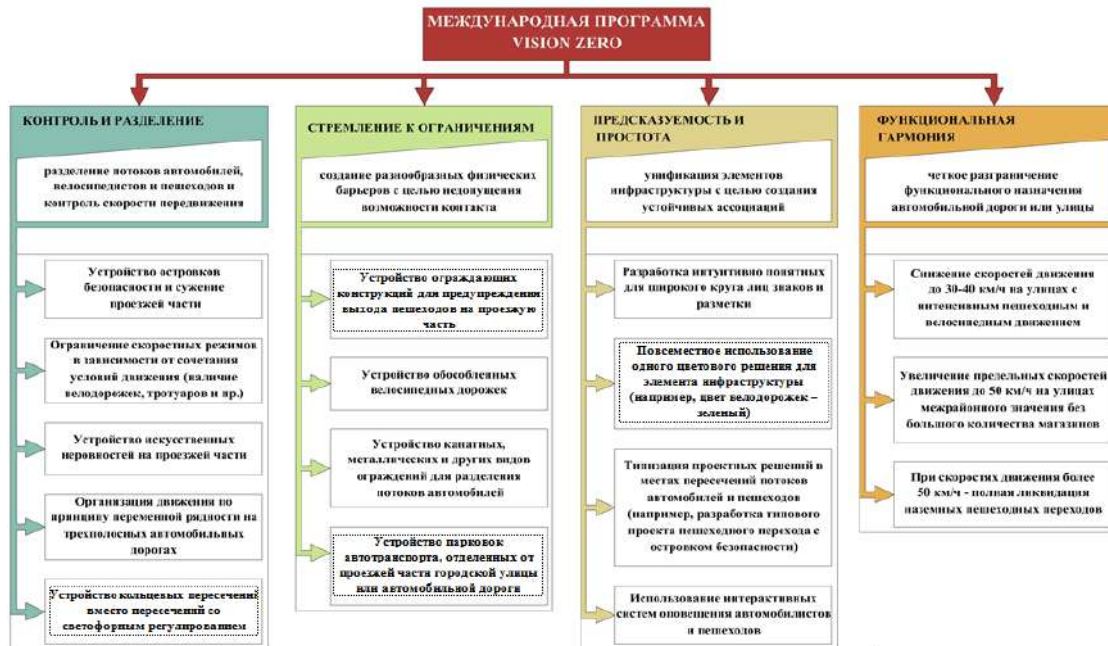 МЕЖДУНАРОДНАЯ ПРОГРАММА
VISION ZERO
КОНТРОЛЬ И РАЗДЕЛЕНИЕ
разделение потоков автомобилей,
велосипедистов и пешеходов и
контроль скорости передвижения
Устройство островков
безопасности и сужение
проезжей части
Ограничение скоростных режимов
в зависимости от сочетания
условий движения (наличие
велодорожек, тротуаров и пр.)
Устройство искусственных
неровностей на проезжей части
Организация движения по
принципу переменной рядности на
трехполосных автомобильных
дорогах
Устройство кольцевых пересечений
вместо пересечений со
светофорным регулированием
СТРЕМЛЕНИЕ К ОГРАНИЧЕНИЯМ
создание разнообразных физических
барьеров с целью недопущения
возможности контакта
Устройство ограждающих
конструкций для предупреждения
выхода пешеходов на проезжую
часть
Устройство обособленных
велосипедных дорожек
Устройство канатных,
металлических и других видов
ограждений для разделения
потоков автомобилей
Устройство парковок
автотранспорта, отделенных от
проезжей части городской улицы
или автомобильной дороги
ПРЕДСКАЗУЕМОСТЬ И
ПРОСТОТА
унификация элементов
инфраструктуры с целью создания
устойчивых ассоциаций
Разработка интуитивно понятных
для широкого круга лиц знаков и
разметки
Повсеместное использование
одного цветового решения для
элемента инфраструктуры
(например, цвет велодорожек –
зеленый)
Типизация проектных решений в
местах пересечений потоков
автомобилей и пешеходов
(например, разработка типового
проекта пешеходного перехода с
островком безопасности)
Использование интерактивных
систем оповещения автомобилистов
и пешеходов
ФУНКЦИОНАЛЬНАЯ
ГАРМОНИЯ
четкое разграничение
функционального назначения
автомобильной дороги или улицы
Снижение скоростей движения
до 30-40 км/ч на улицах с
интенсивным пешеходным и
велосипедным движением
Увеличение предельных скоростей
движения до 50 км/ч на улицах
межрайонного значения без
большого количества магазинов
При скоростях движения более
50 км/ч - полная ликвидация
наземных пешеходных переходов